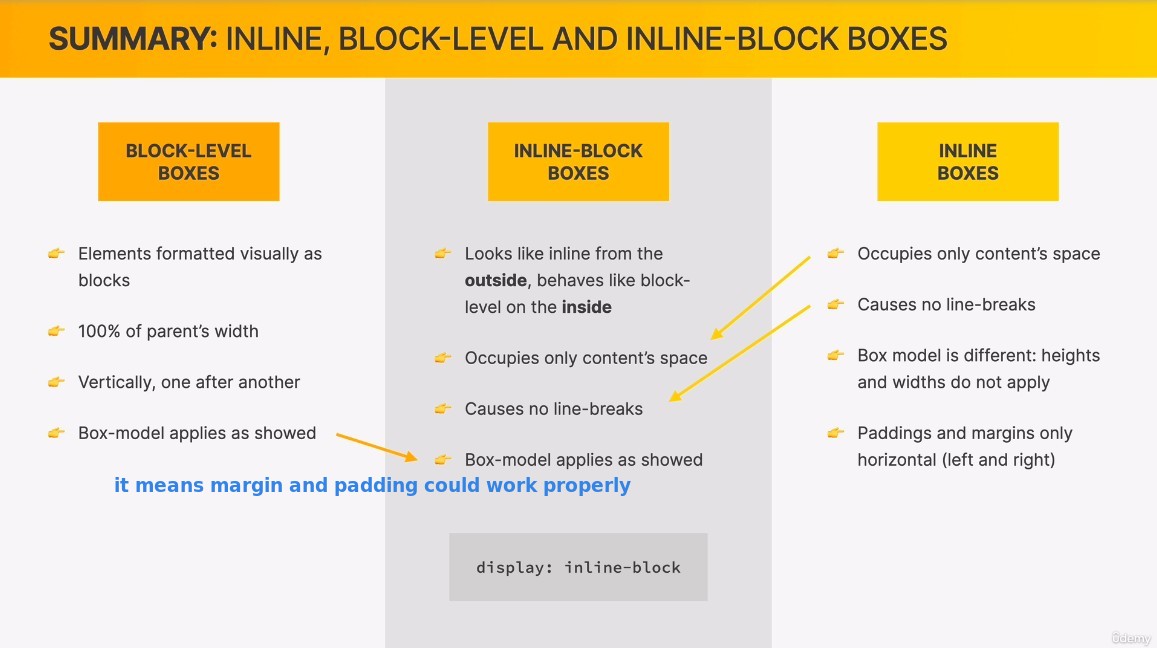 SUMMARY: INLINE, BLOCK-LEVEL AND INLINE-BLOCK BOXES
BLOCK-LEVEL
BOXES
Elements formatted visually as
blocks
100% of parent’s width
Vertically, one after another
Box-model applies as showed
INLINE-BLOCK
BOXES
Looks like inline from the
outside, behaves like block-
level on the inside
Occupies only content’s space
Causes no line-breaks
Box-model applies as showed
it means margin and padding could work properly
display: inline-block
INLINE
BOXES
Occupies only content’s space
Causes no line-breaks
Box model is different: heights
and widths do not apply
Paddings and margins only
horizontal (left and right)
ûdemy